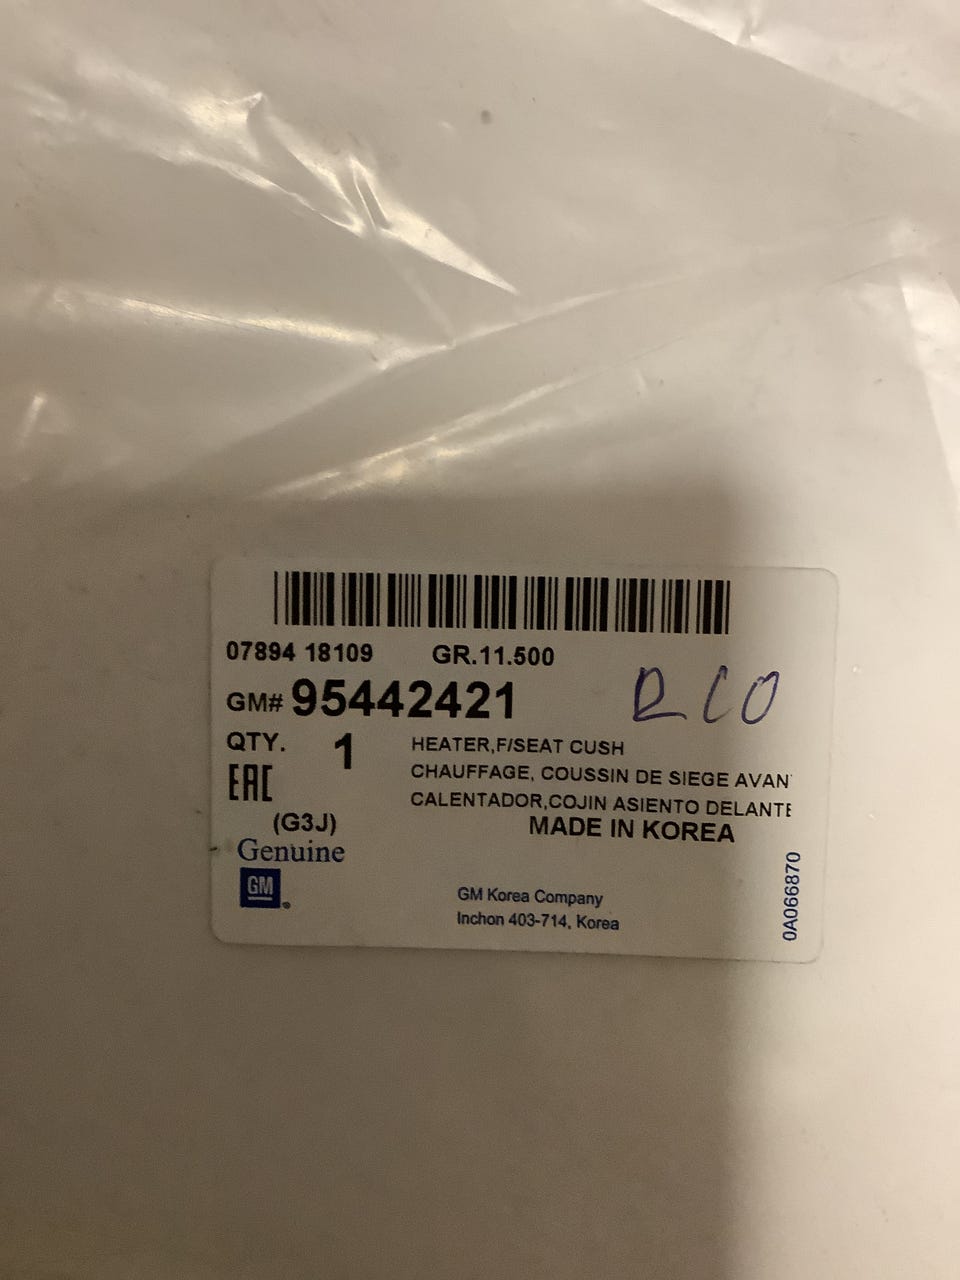 07894 18109 GR.11.500
GM# 95442421
QTY. 1
HEATER,F/SEAT CUSH
CHAUFFAGE, COUSSIN DE SIEGE AVAN
CALENTADOR,COJIN ASIENTO DELANTE
MADE IN KOREA
EAC
(G3J)
Genuine
GM
GM Korea Company
Inchon 403-714, Korea
0A066870